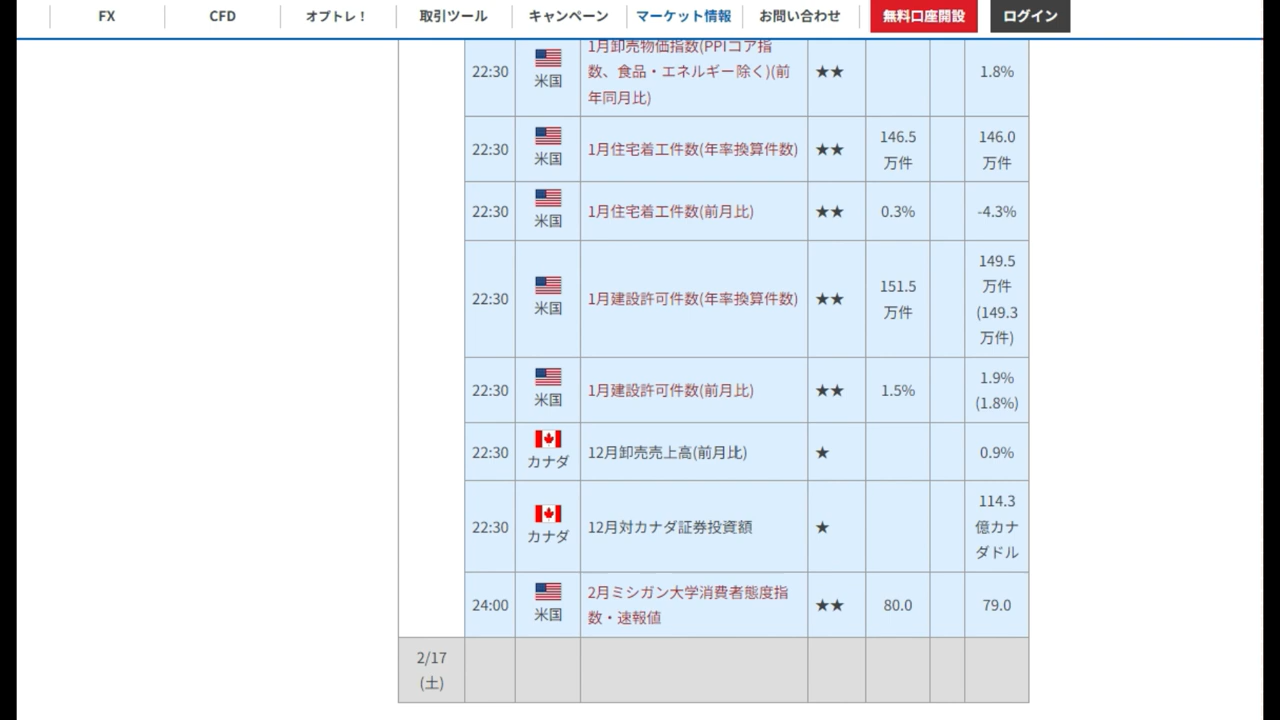 FX
CFD
オプトレ！
取引ツール
キャンペーン
マーケット情報
お問い合わせ
無料口座開設
ログイン
22:30
米国
1月卸売物価指数(PPIコア指
数、食品・エネルギー除く)(前
年同月比)
★★
1.8%
22:30
米国
1月住宅着工件数(年率換算件数)
★★
146.5
万件
146.0
万件
22:30
米国
1月住宅着工件数(前月比)
★★
0.3%
-4.3%
22:30
米国
1月建設許可件数(年率換算件数)
★★
151.5
万件
149.5
万件
(149.3
万件)
22:30
米国
1月建設許可件数(前月比)
★★
1.5%
1.9%
(1.8%)
22:30
カナダ
12月卸売売上高(前月比)
★
0.9%
22:30
カナダ
12月対カナダ証券投資額
★
114.3
億カナ
ダドル
24:00
米国
2月ミシガン大学消費者態度指
数・速報値
★★
80.0
79.0
2/17
(土)